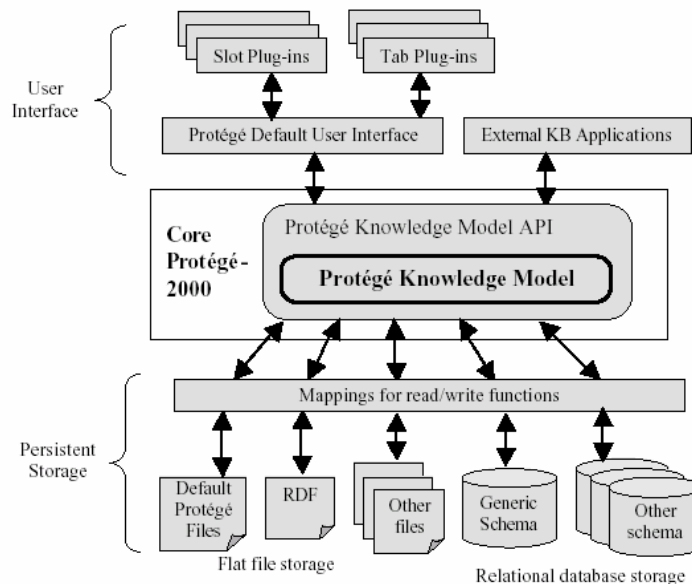 Slot Plug-ins
Tab Plug-ins
User
Interface
Protégé Default User Interface
External KB Applications
Core
Protégé-
2000
Protégé Knowledge Model API
Protégé Knowledge Model
Mappings for read/write functions
Persistent
Storage
Default
Protégé
Files
RDF
Other
files
Generic
Schema
Other
schema
Flat file storage
Relational database storage